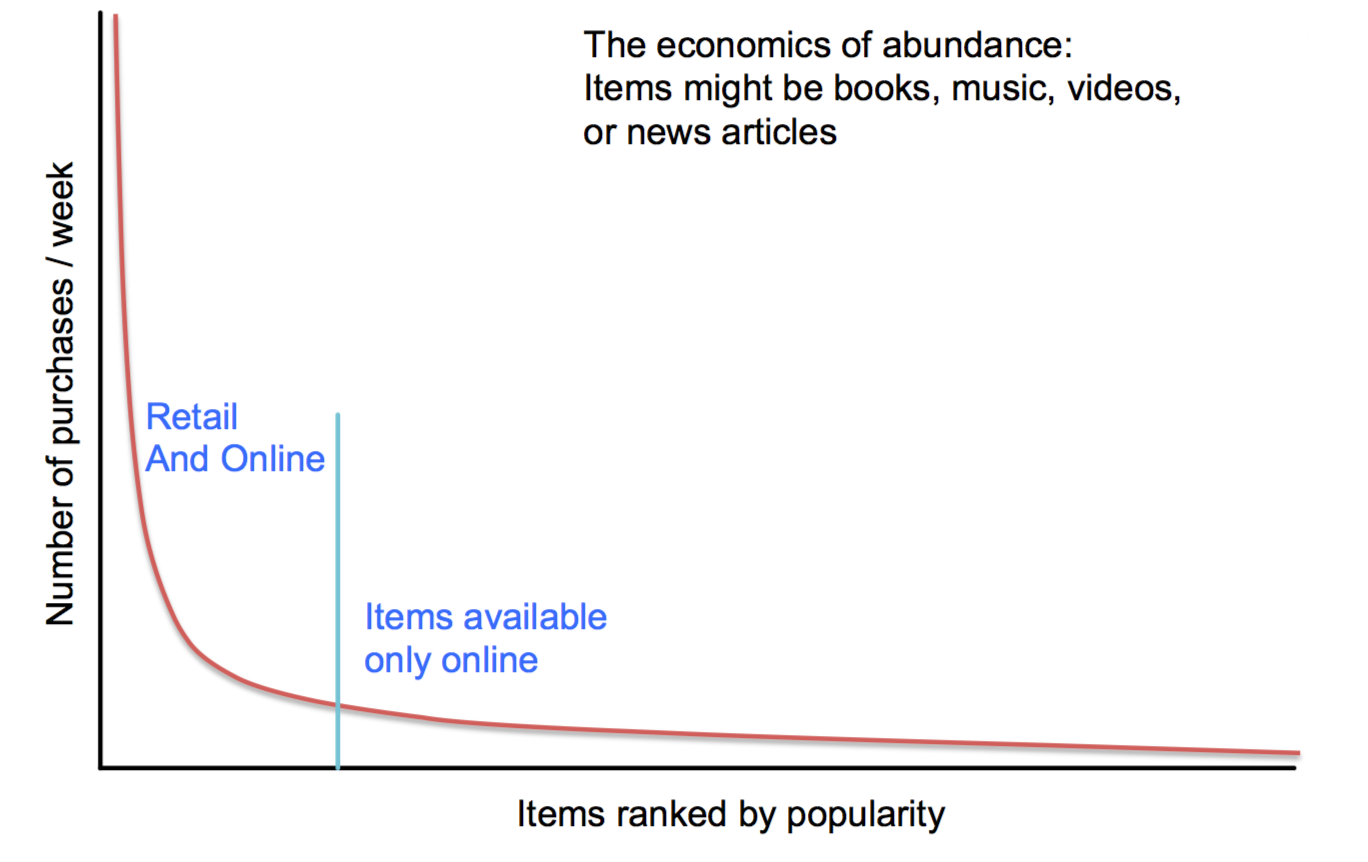 The economics of abundance:
Items might be books, music, videos,
or news articles
Number of purchases / week
Retail
And Online
Items available
only online
Items ranked by popularity